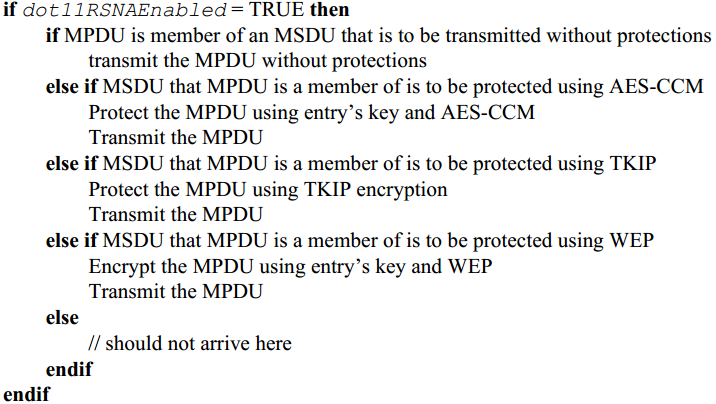 if dot11RSNAEnabled = TRUE then
if MPDU is member of an MSDU that is to be transmitted without protections
transmit the MPDU without protections
else if MSDU that MPDU is a member of is to be protected using AES-CCM
Protect the MPDU using entry’s key and AES-CCM
Transmit the MPDU
else if MSDU that MPDU is a member of is to be protected using TKIP
Protect the MPDU using TKIP encryption
Transmit the MPDU
else if MSDU that MPDU is a member of is to be protected using WEP
Encrypt the MPDU using entry’s key and WEP
Transmit the MPDU
else
// should not arrive here
endif
endif